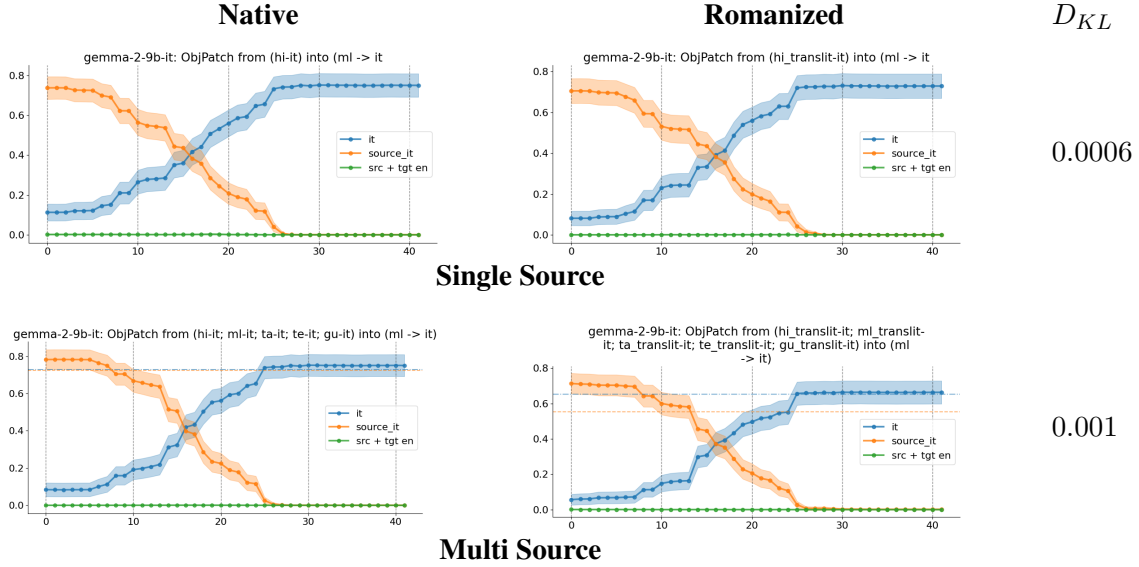 Native
Romanized
D_{KL}
gemma-2-9b-it: ObjPatch from (hi-it) into (ml -> it
0.8
0.6
0.4
0.2
0.0
0
10
20
30
40
it
source_it
src + tgt en
gemma-2-9b-it: ObjPatch from (hi_translit-it) into (ml -> it
0.8
0.6
0.4
0.2
0.0
0
10
20
30
40
it
source_it
src + tgt en
0.0006
Single Source
gemma-2-9b-it: ObjPatch from (hi-it; ml-it; ta-it; te-it; gu-it) into (ml -> it)
0.8
0.6
0.4
0.2
0.0
0
10
20
30
40
it
source_it
src + tgt en
gemma-2-9b-it: ObjPatch from (hi_translit-it; ml_translit-
it; ta_translit-it; te_translit-it; gu_translit-it) into (ml
-> it)
0.8
0.6
0.4
0.2
0.0
0
10
20
30
40
it
source_it
src + tgt en
0.001
Multi Source